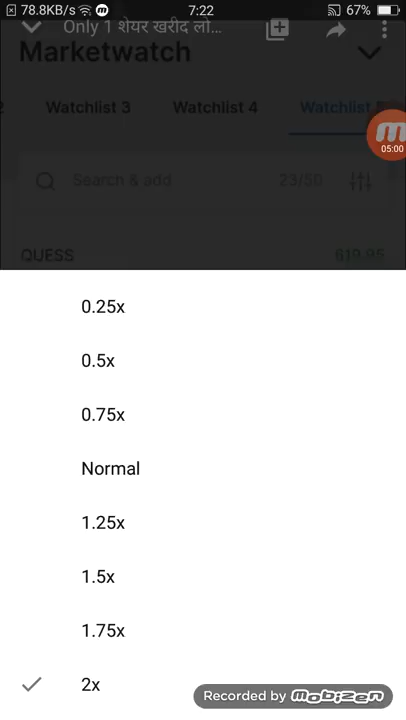 78.8KB/s 7:22 67%
Only 1 शेयर खरीद लो...
Marketwatch
2 Watchlist 3 Watchlist 4 Watchlist 5
Search & add 23/50
05:00
QUESS 619.95
0.25x
0.5x
0.75x
Normal
1.25x
1.5x
1.75x
2x
Recorded by mobizen